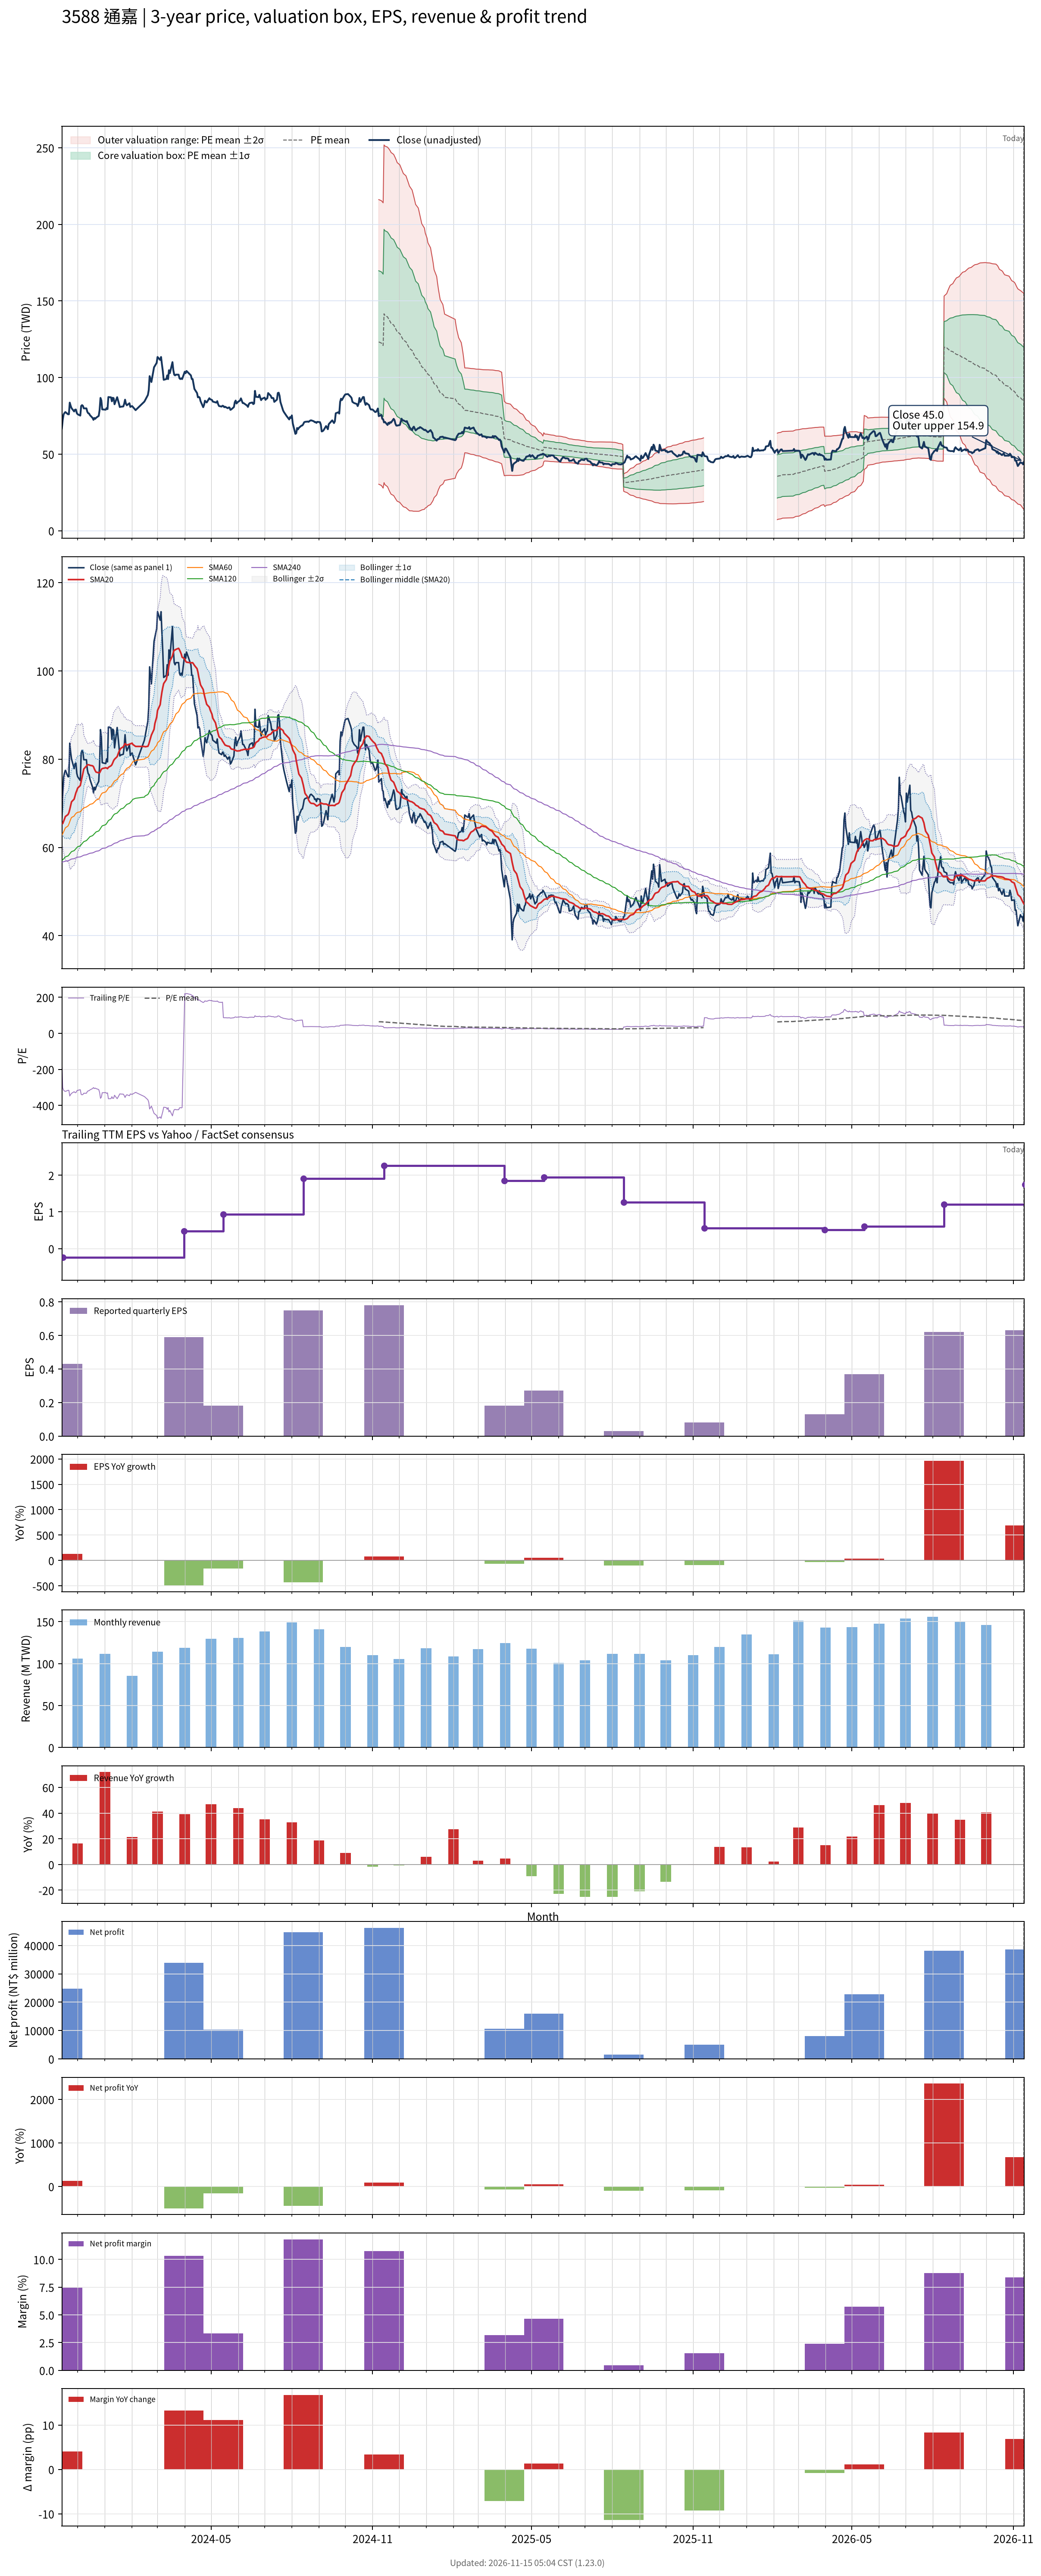 3588 通嘉 | 3-year price, valuation box, EPS, revenue & profit trend
Outer valuation range: PE mean ±2σ
PE mean
Close (unadjusted)
Core valuation box: PE mean ±1σ
Today
Close 45.0
Outer upper 154.9
250
200
150
100
50
0
Price (TWD)
Close (same as panel 1)
SMA20
SMA60
SMA120
SMA240
Bollinger ±2σ
Bollinger ±1σ
Bollinger middle (SMA20)
120
100
80
60
40
Price
Trailing P/E
P/E mean
200
0
-200
-400
P/E
Trailing TTM EPS vs Yahoo / FactSet consensus
Today
2
1
0
EPS
Reported quarterly EPS
0.8
0.6
0.4
0.2
0.0
EPS
EPS YoY growth
2000
1500
1000
500
0
-500
YoY (%)
Monthly revenue
150
100
50
0
Revenue (M TWD)
Revenue YoY growth
60
40
20
0
-20
YoY (%)
Month
Net profit
40000
30000
20000
10000
0
Net profit (NT$ million)
Net profit YoY
2000
1000
0
YoY (%)
Net profit margin
10.0
7.5
5.0
2.5
0.0
Margin (%)
Margin YoY change
10
0
-10
Δ margin (pp)
2024-05
2024-11
2025-05
2025-11
2026-05
2026-11
Updated: 2026-11-15 05:04 CST (1.23.0)